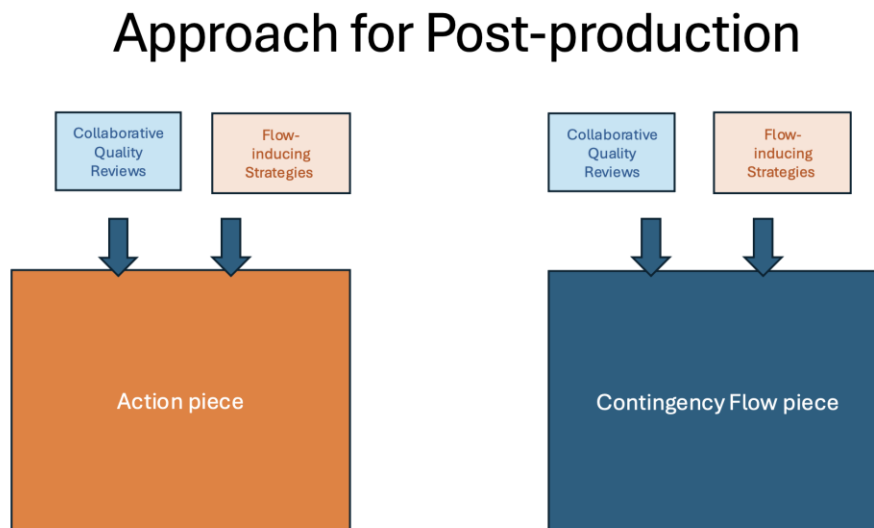 Approach for Post-production
Collaborative
Quality
Reviews
Flow-
inducing
Strategies
Collaborative
Quality
Reviews
Flow-
inducing
Strategies
Action piece
Contingency Flow piece